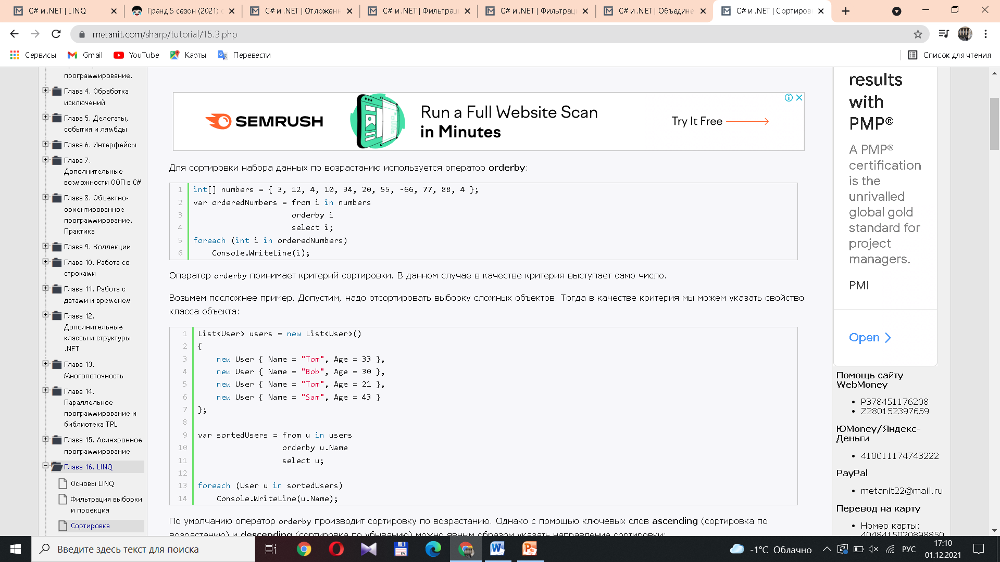 C# и .NET | LINQ
Гранд 5 сезон (2021)
C# и .NET | Отложен
C# и .NET | Фильтрац
C# и .NET | Фильтрац
C# и .NET | Объедине
C# и .NET | Сортиров
metanit.com/sharp/tutorial/15.3.php
Сервисы
Gmail
YouTube
Карты
Перевести
Список для чтения
программирование.
Глава 4. Обработка
исключений
Глава 5. Делегаты,
события и лямбды
Глава 6. Интерфейсы
Глава 7.
Дополнительные
возможности ООП в C#
Глава 8. Объектно-
ориентированное
программирование.
Практика
Глава 9. Коллекции
Глава 10. Работа со
строками
Глава 11. Работа с
датами и временем
Глава 12.
Дополнительные
классы и структуры
.NET
Глава 13.
Многопоточность
Глава 14.
Параллельное
программирование и
библиотека TPL
Глава 15. Асинхронное
программирование
Глава 16. LINQ
Основы LINQ
Фильтрация выборки
и проекция
Сортировка
SEMRUSH
Run a Full Website Scan
in Minutes
Try It Free
Для сортировки набора данных по возрастанию используется оператор orderby:
1 int[] numbers = { 3, 12, 4, 10, 34, 20, 55, -66, 77, 88, 4 };
2 var orderedNumbers = from i in numbers
3 orderby i
4 select i;
5 foreach (int i in orderedNumbers)
6 Console.WriteLine(i);
Оператор orderby принимает критерий сортировки. В данном случае в качестве критерия выступает само число.
Возьмем посложнее пример. Допустим, надо отсортировать выборку сложных объектов. Тогда в качестве критерия мы можем указать свойство
класса объекта:
1 List<User> users = new List<User>()
2 {
3 new User { Name = "Tom", Age = 33 },
4 new User { Name = "Bob", Age = 30 },
5 new User { Name = "Tom", Age = 21 },
6 new User { Name = "Sam", Age = 43 }
7 };
8
9 var sortedUsers = from u in users
10 orderby u.Name
11 select u;
12
13 foreach (User u in sortedUsers)
14 Console.WriteLine(u.Name);
По умолчанию оператор orderby производит сортировку по возрастанию. Однако с помощью ключевых слов ascending (сортировка по
возрастанию) и descending (сортировка по убыванию) можно явным образом указать направление сортировки:
results
with
PMP®
A PMP®
certification
is the
unrivalled
global gold
standard for
project
managers.
PMI
Open
Помощь сайту
WebMoney
P378451176208
Z280152397659
ЮMoney/Яндекс-
Деньги
410011174743222
PayPal
metanit22@mail.ru
Перевод на карту
Номер карты:
4048415020898850
Введите здесь текст для поиска
-1°C Облачно
РУС
17:10
01.12.2021